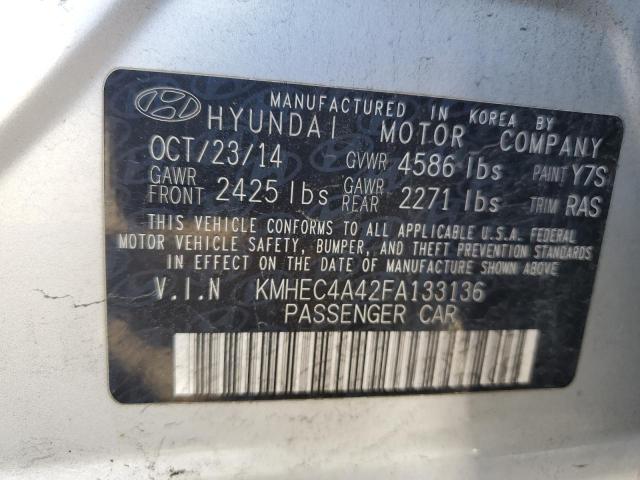 MANUFACTURED IN KOREA BY
HYUNDAI MOTOR COMPANY
OCT/23/14 GVWR 4586 lbs PAINT Y7S
GAWR FRONT 2425 lbs GAWR REAR 2271 lbs TRIM RAS
THIS VEHICLE CONFORMS TO ALL APPLICABLE U.S.A. FEDERAL
MOTOR VEHICLE SAFETY, BUMPER, AND THEFT PREVENTION STANDARDS
IN EFFECT ON THE DATE OF MANUFACTURE SHOWN ABOVE.
V.I.N KMHEC4A42FA133136
PASSENGER CAR